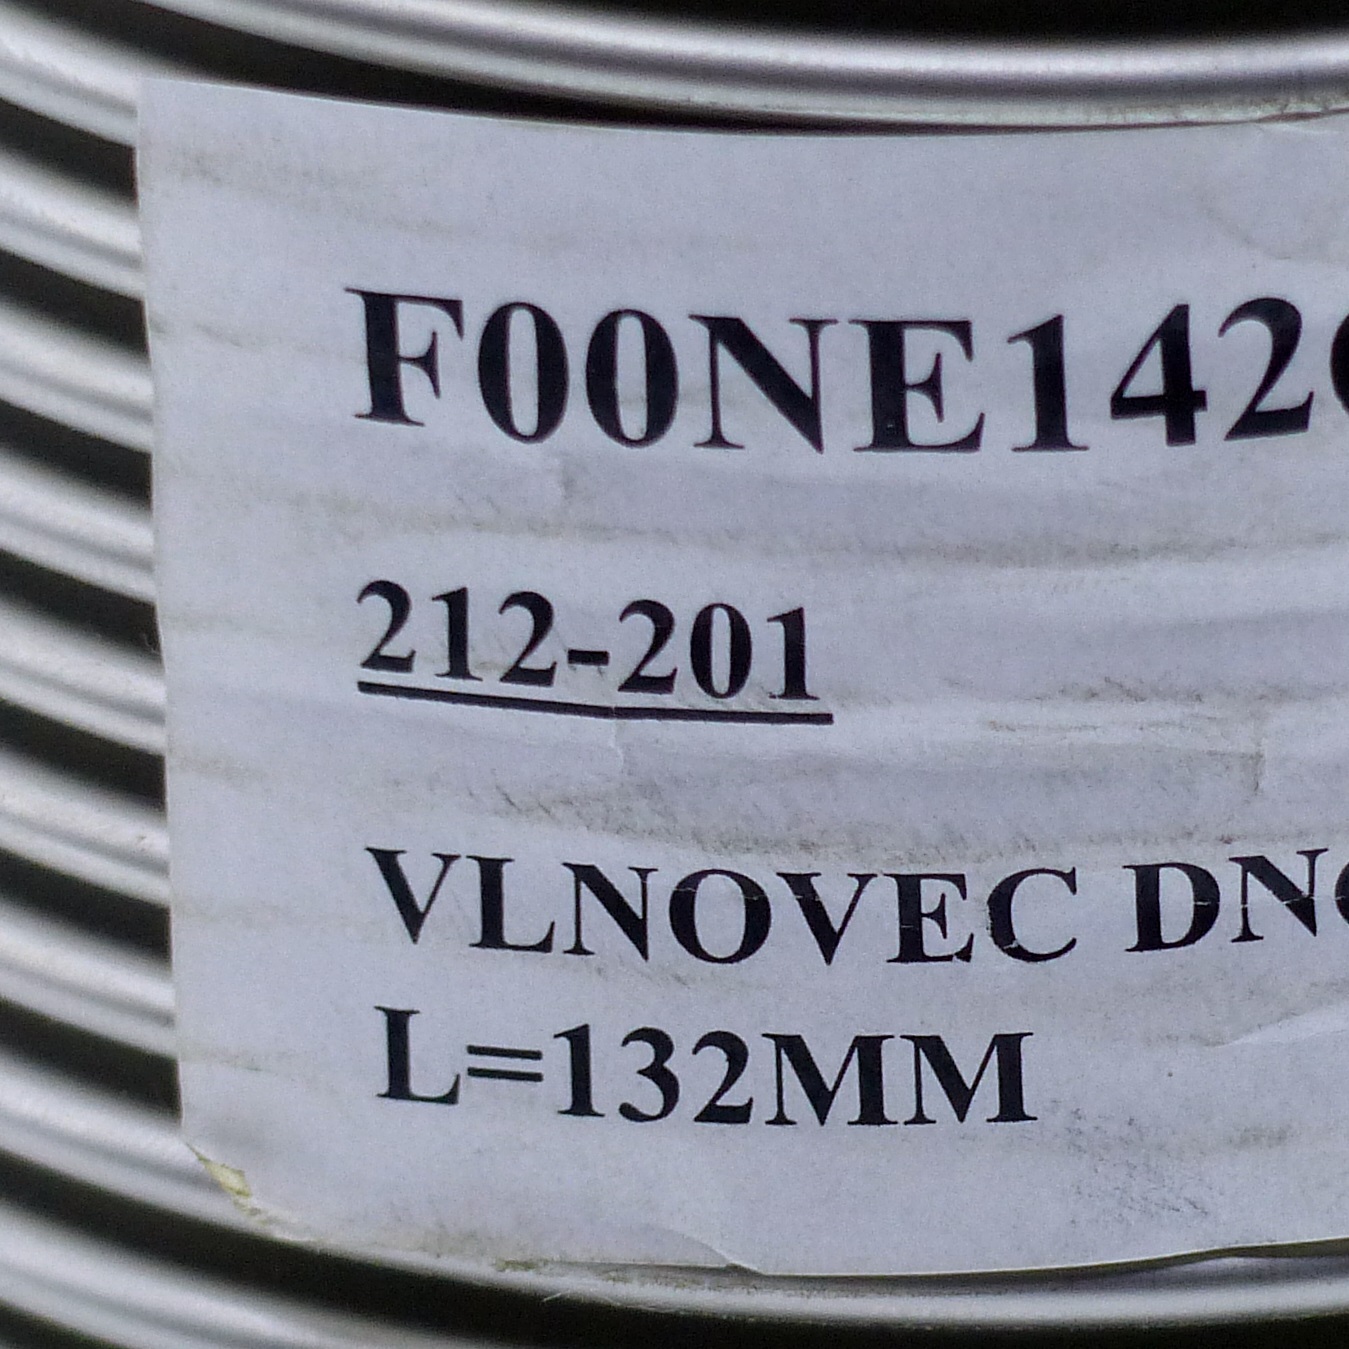 F00NE142
212-201
VLNOVEC DN
L=132MM